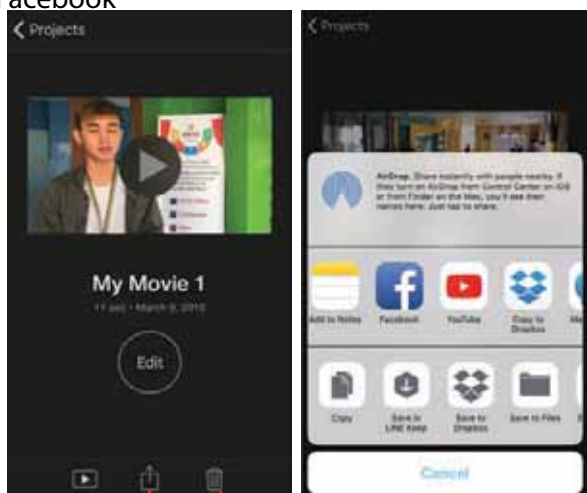 Facebook
Projects
My Movie 1
11 sec • March 9, 2018
Edit
Projects
AirDrop. Share instantly with people nearby. If
they turn on AirDrop from Control Center on iOS
or from Finder on the Mac, you'll see their
names here. Just tap to share.
Add to Notes
Facebook
YouTube
Copy to
Dropbox
Copy
Save in
LINE Keep
Save to
Dropbox
Save to Files
Cancel